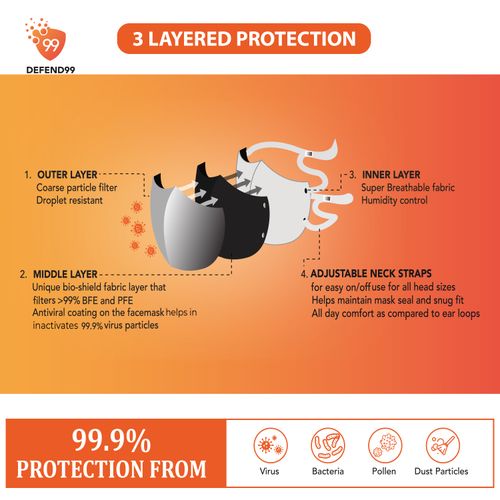 99
DEFEND99
3 LAYERED PROTECTION
1. OUTER LAYER
Coarse particle filter
Droplet resistant
3. INNER LAYER
Super Breathable fabric
Humidity control
2. MIDDLE LAYER
Unique bio-shield fabric layer that
filters >99% BFE and PFE
Antiviral coating on the facemask helps in
inactivates 99.9% virus particles
4. ADJUSTABLE NECK STRAPS
for easy on/off use for all head sizes
Helps maintain mask seal and snug fit
All day comfort as compared to ear loops
99.9%
PROTECTION FROM
Virus
Bacteria
Pollen
Dust Particles